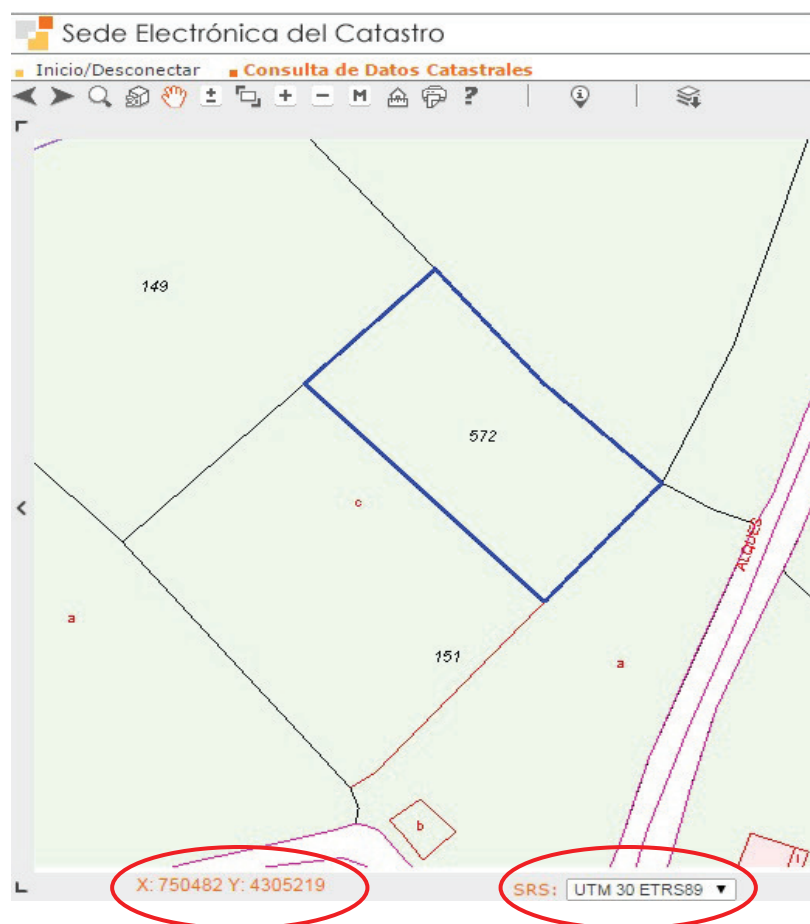 Sede Electrónica del Catastro
Inicio/Desconectar Consulta de Datos Catastrales
± + − M ?
149
572
c
ALQUES
a
151
a
b
X: 750482 Y: 4305219 SRS: UTM 30 ETRS89